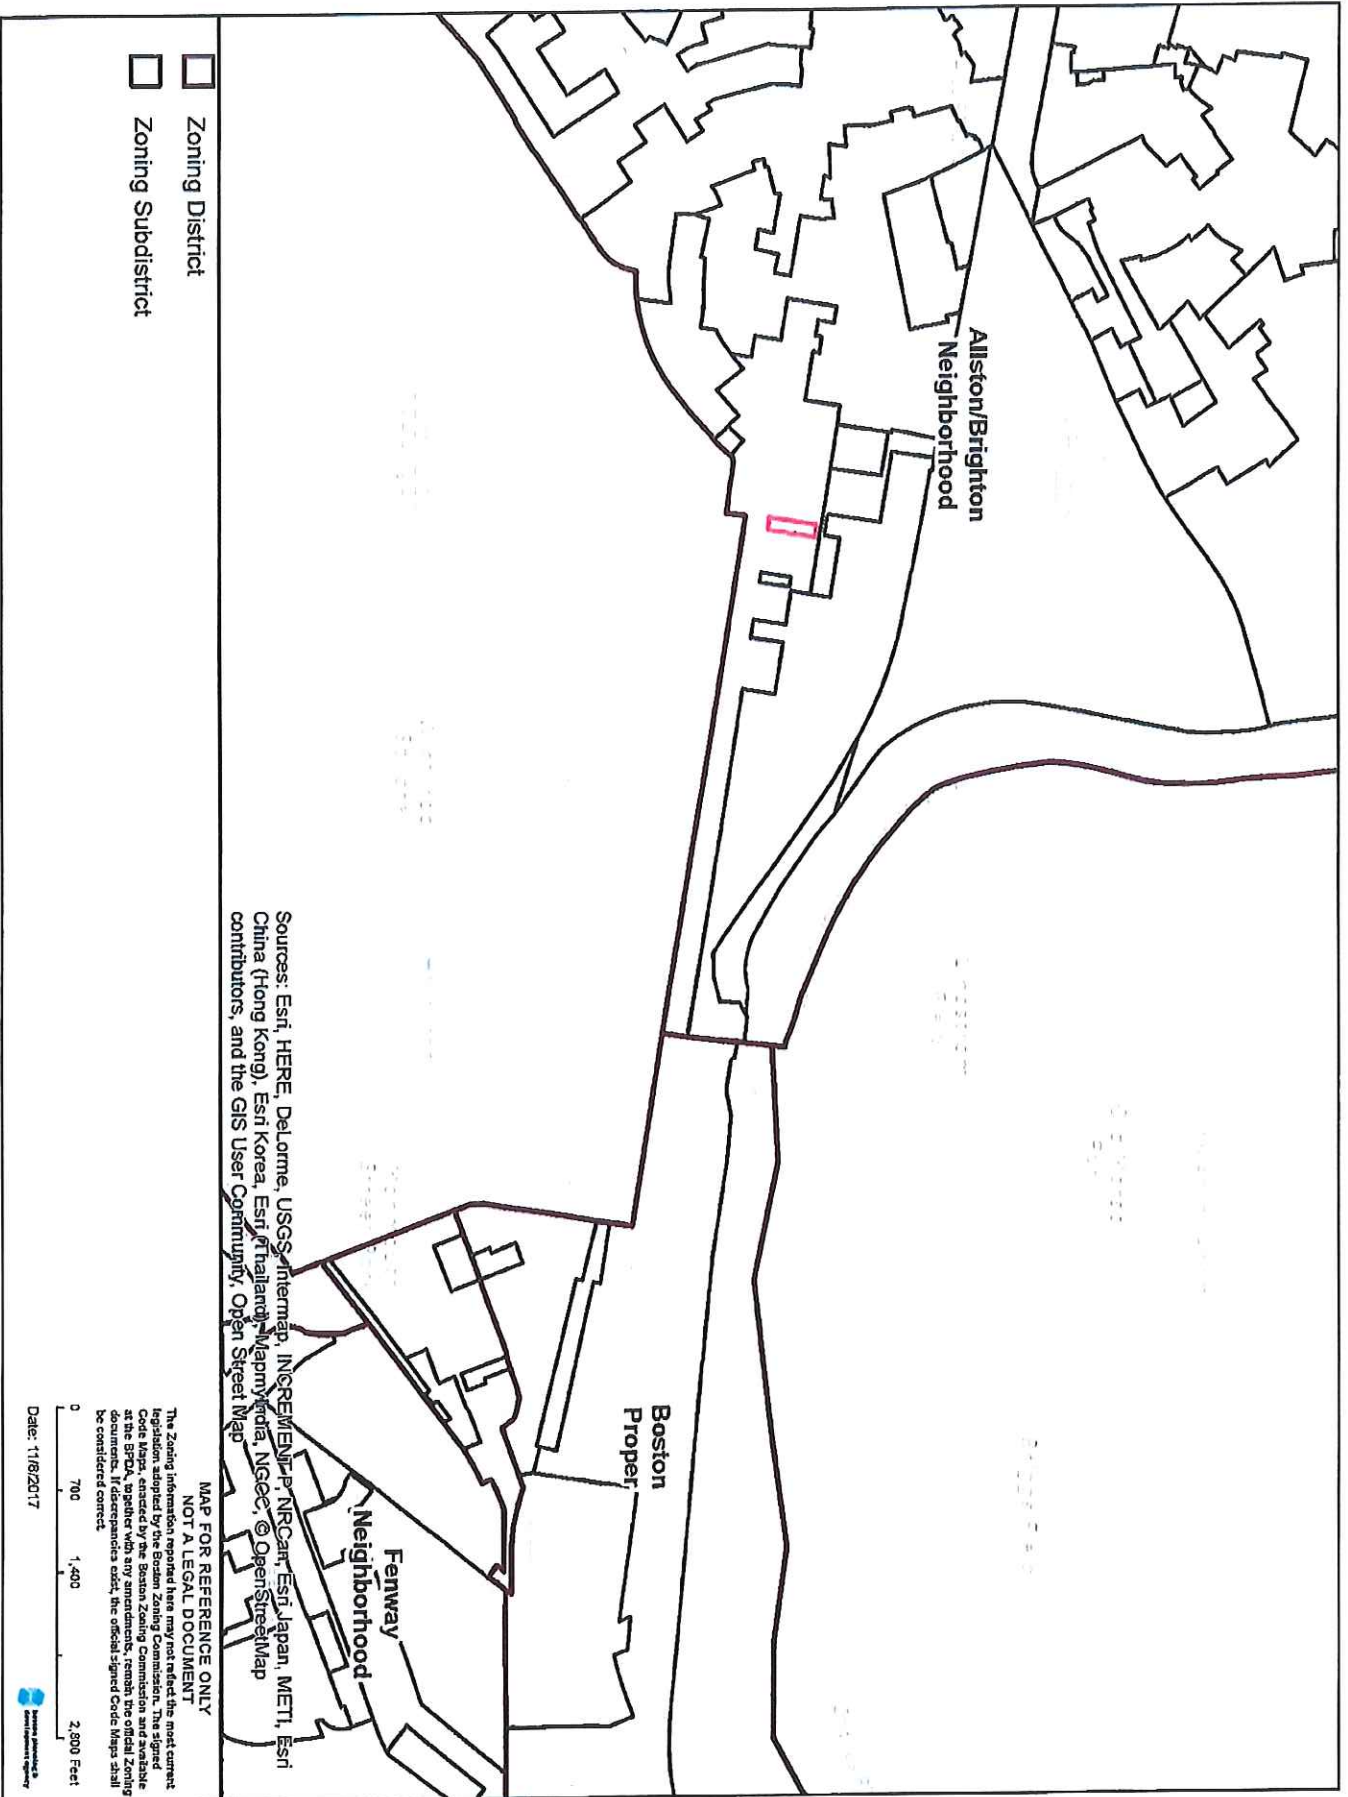 Allston/Brighton
Neighborhood
Boston
Proper
Fenway
Neighborhood
Sources: Esri, HERE, DeLorme, USGS, Intermap, INCREMENT P, NRCan, Esri Japan, METI, Esri
China (Hong Kong), Esri Korea, Esri (Thailand), MapmyIndia, NGCC, © OpenStreetMap
contributors, and the GIS User Community, Open Street Map
Zoning District
Zoning Subdistrict
MAP FOR REFERENCE ONLY
NOT A LEGAL DOCUMENT
The Zoning information reported here may not reflect the most current
legislation adopted by the Boston Zoning Commission. The signed
Code Maps, enacted by the Boston Zoning Commission and available
at the BPDA, together with any amendments, remain the official Zoning
documents. If discrepancies exist, the official signed Code Maps shall
be considered correct.
0 700 1,400 2,800 Feet
Date: 11/8/2017
boston planning &
development agency